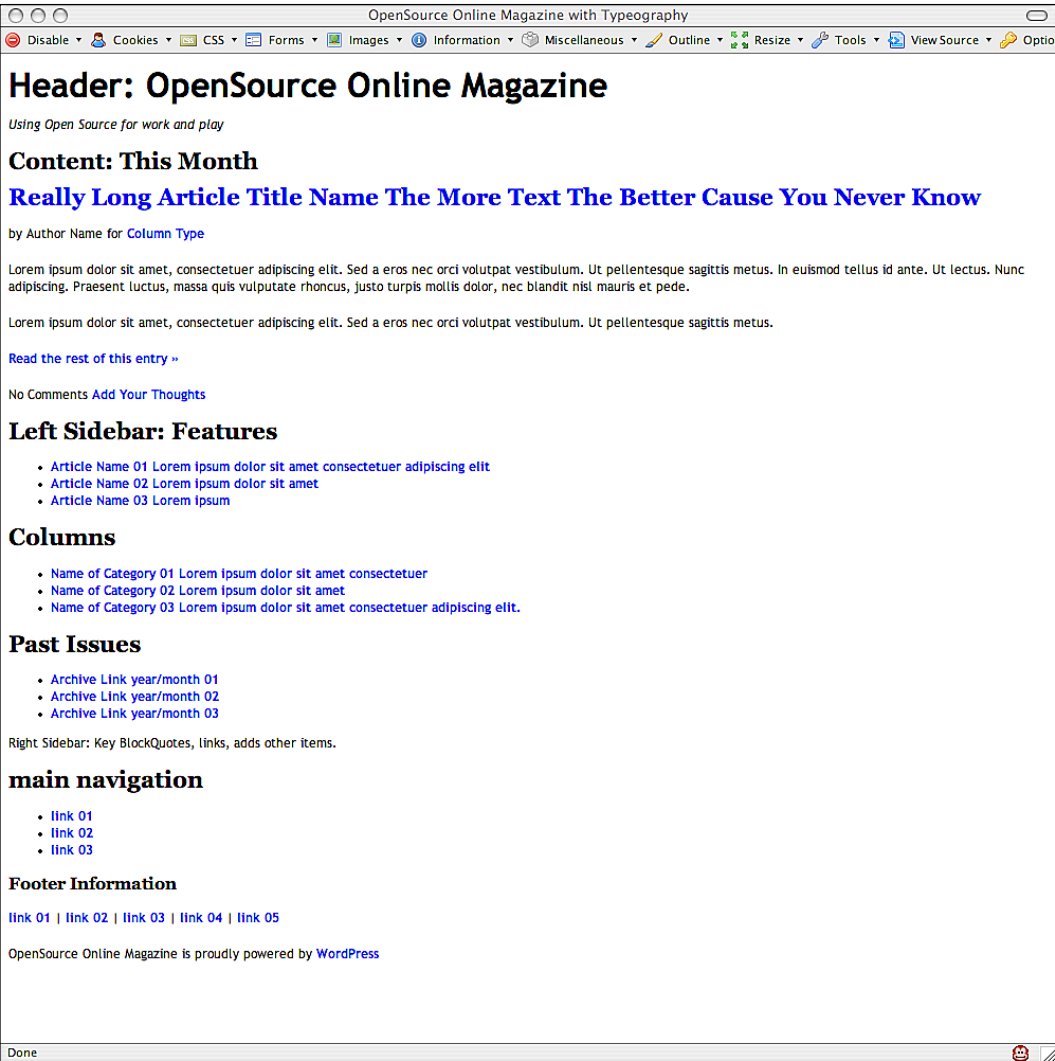 OpenSource Online Magazine with Typeography
Disable Cookies CSS Forms Images Information Miscellaneous Outline Resize Tools View Source Optio
Header: OpenSource Online Magazine
Using Open Source for work and play
Content: This Month
Really Long Article Title Name The More Text The Better Cause You Never Know
by Author Name for Column Type
Lorem ipsum dolor sit amet, consectetuer adipiscing elit. Sed a eros nec orci volutpat vestibulum. Ut pellentesque sagittis metus. In euismod tellus id ante. Ut lectus. Nunc
adipiscing. Praesent luctus, massa quis vulputate rhoncus, justo turpis mollis dolor, nec blandit nisl mauris et pede.
Lorem ipsum dolor sit amet, consectetuer adipiscing elit. Sed a eros nec orci volutpat vestibulum. Ut pellentesque sagittis metus.
Read the rest of this entry »
No Comments Add Your Thoughts
Left Sidebar: Features
• Article Name 01 Lorem ipsum dolor sit amet consectetuer adipiscing elit
• Article Name 02 Lorem ipsum dolor sit amet
• Article Name 03 Lorem ipsum
Columns
• Name of Category 01 Lorem ipsum dolor sit amet consectetuer
• Name of Category 02 Lorem ipsum dolor sit amet
• Name of Category 03 Lorem ipsum dolor sit amet consectetuer adipiscing elit.
Past Issues
• Archive Link year/month 01
• Archive Link year/month 02
• Archive Link year/month 03
Right Sidebar: Key BlockQuotes, links, adds other items.
main navigation
• link 01
• link 02
• link 03
Footer Information
link 01 | link 02 | link 03 | link 04 | link 05
OpenSource Online Magazine is proudly powered by WordPress
Done